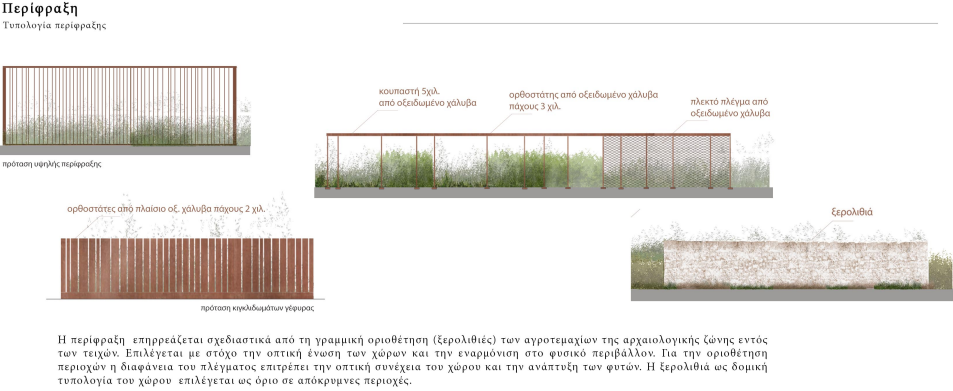 Περίφραξη
Τυπολογία περίφραξης
κουπαστή 5χιλ.
από οξειδωμένο χάλυβα
ορθοστάτης από οξειδωμένο χάλυβα
πάχους 3 χιλ.
πλεκτό πλέγμα από
οξειδωμένο χάλυβα
πρόταση υψηλής περίφραξης
ορθοστάτες από πλαίσιο οξ. χάλυβα πάχους 2 χιλ.
ξερολιθιά
πρόταση κιγκλιδωμάτων γέφυρας
Η περίφραξη επηρρεάζεται σχεδιαστικά από τη γραμμική οριοθέτηση (ξερολιθιές) των αγροτεμαχίων της αρχαιολογικής ζώνης εντός
των τειχών. Επιλέγεται με στόχο την οπτική ένωση των χώρων και την εναρμόνιση στο φυσικό περιβάλλον. Για την οριοθέτηση
περιοχών η διαφάνεια του πλέγματος επιτρέπει την οπτική συνέχεια του χώρου και την ανάπτυξη των φυτών. Η ξερολιθιά ως δομική
τυπολογία του χώρου επιλέγεται ως όριο σε απόκρυμνες περιοχές.